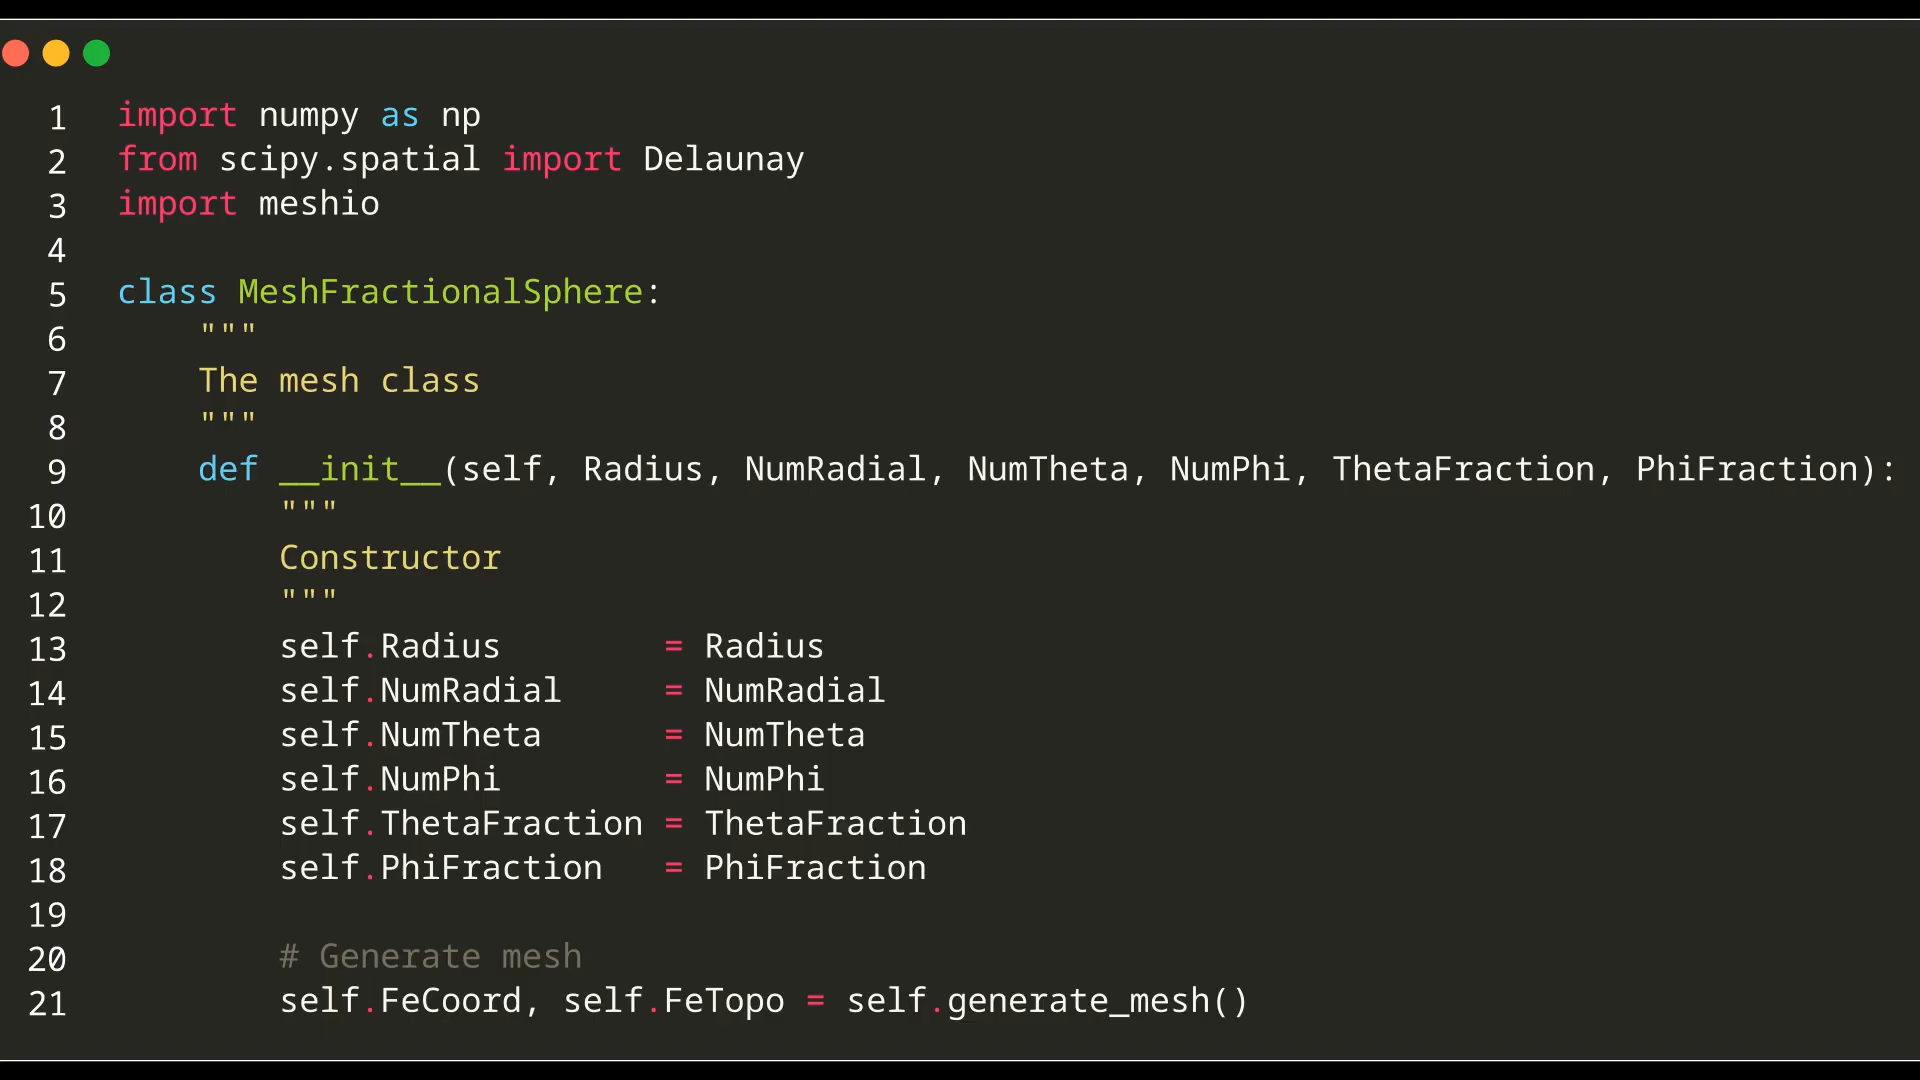 1 import numpy as np
2 from scipy.spatial import Delaunay
3 import meshio
4
5 class MeshFractionalSphere:
6     """
7     The mesh class
8     """
9     def __init__(self, Radius, NumRadial, NumTheta, NumPhi, ThetaFraction, PhiFraction):
10         """
11         Constructor
12         """
13         self.Radius        = Radius
14         self.NumRadial     = NumRadial
15         self.NumTheta      = NumTheta
16         self.NumPhi        = NumPhi
17         self.ThetaFraction = ThetaFraction
18         self.PhiFraction   = PhiFraction
19
20         # Generate mesh
21         self.FeCoord, self.FeTopo = self.generate_mesh()